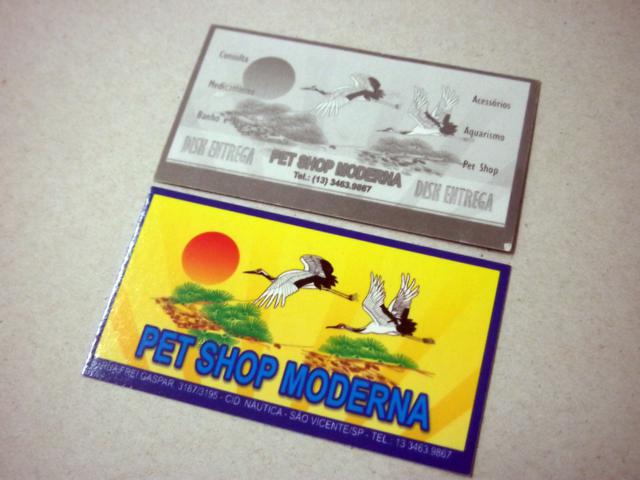 Consulta
Medicamentos
Banho
Acessórios
Aquarismo
Pet Shop
DISK ENTREGA
PET SHOP MODERNA
Tel.: (13) 3463.9867
DISK ENTREGA
PET SHOP MODERNA
RUA FREI GASPAR, 3187/3195 - CID. NÁUTICA - SÃO VICENTE/SP - TEL.: 13 3463.9867